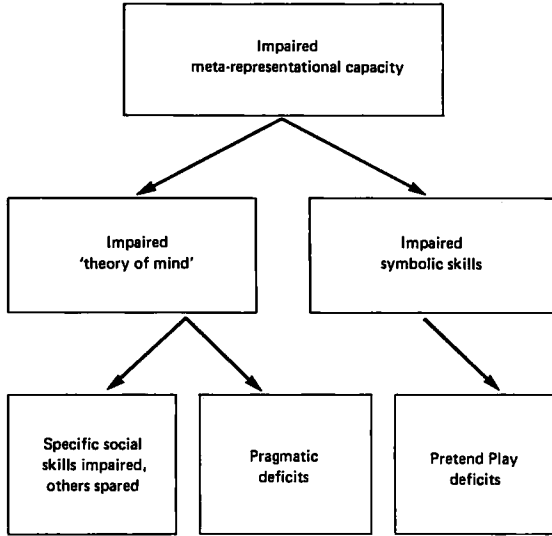 Impaired
meta-representational capacity
Impaired
'theory of mind'
Impaired
symbolic skills
Specific social
skills impaired,
others spared
Pragmatic
deficits
Pretend Play
deficits